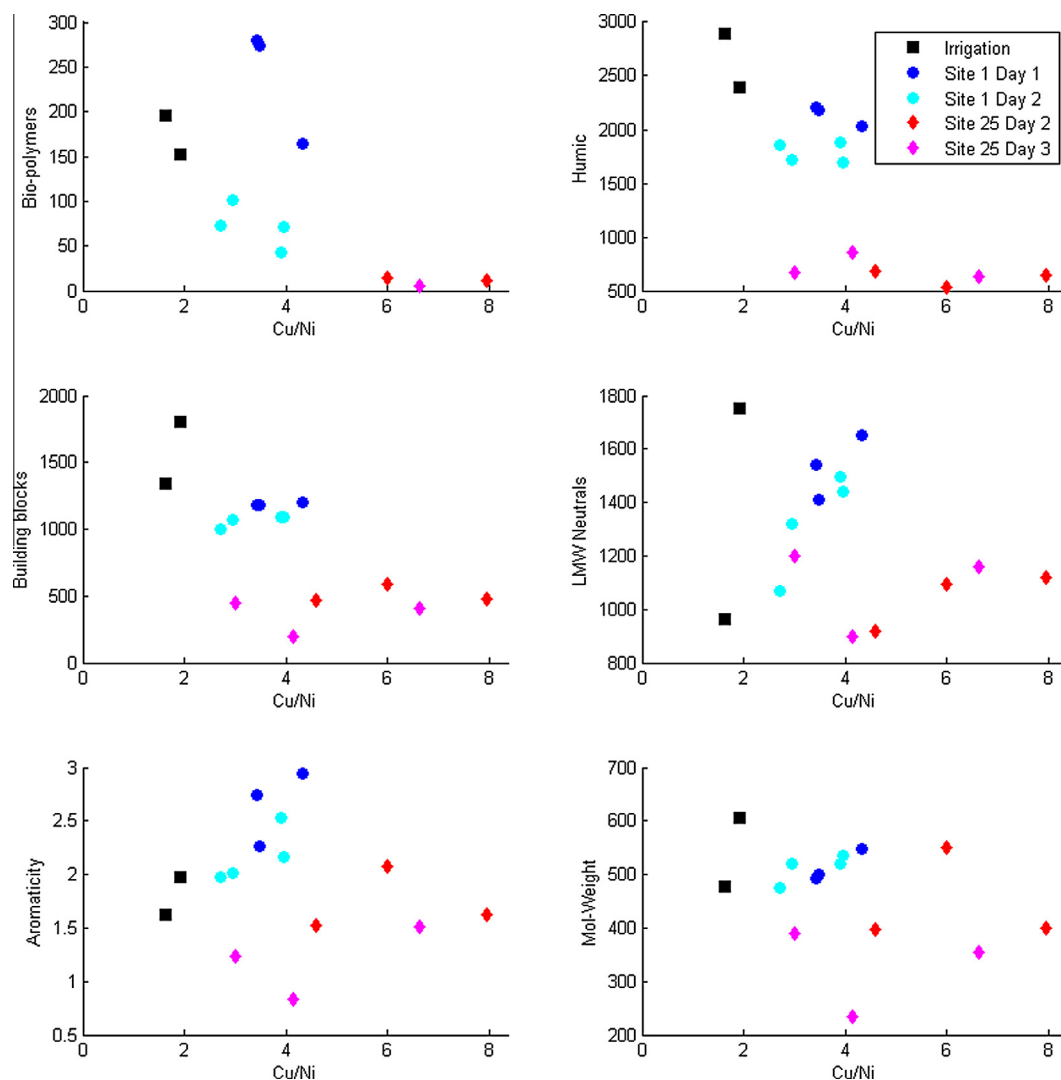 300
250
200
150
100
50
0
Bio-polymers
0 2 4 6 8
Cu/Ni
3000
2500
2000
1500
1000
500
Humic
0 2 4 6 8
Cu/Ni
Irrigation
Site 1 Day 1
Site 1 Day 2
Site 25 Day 2
Site 25 Day 3
2000
1500
1000
500
0
Building blocks
0 2 4 6 8
Cu/Ni
1800
1600
1400
1200
1000
800
LMW Neutrals
0 2 4 6 8
Cu/Ni
3
2.5
2
1.5
1
0.5
Aromaticity
0 2 4 6 8
Cu/Ni
700
600
500
400
300
200
Mol-Weight
0 2 4 6 8
Cu/Ni